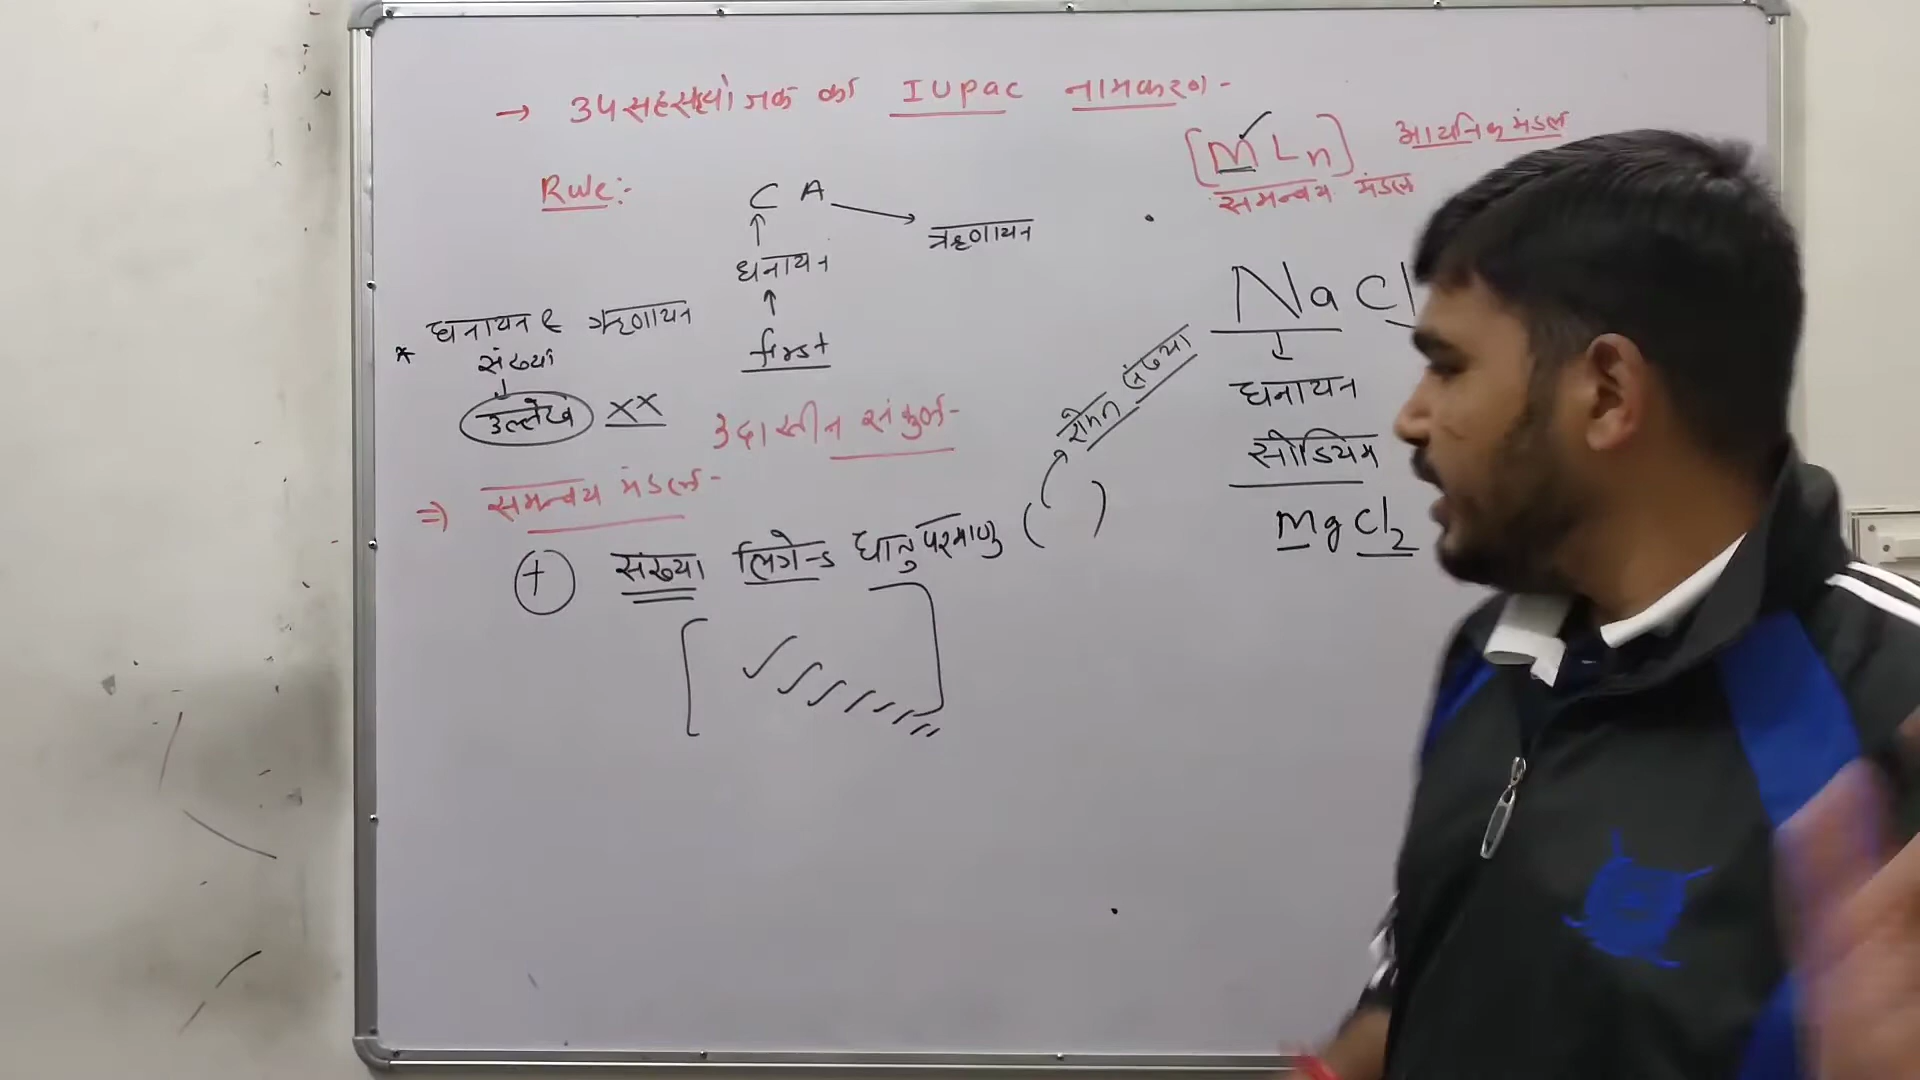 → उपसहसंयोजक का IUPac नामकरण -
[MLn] आयनिक मंडल
समन्वय मंडल
Rule:-
C A → ऋणायन
↑
धनायन
↑
first
* धनायन & ऋणायन
संख्या
↓
उल्लेख XX
उदासीन संकुल -
⇒ समन्वय मंडल -
+ संख्या लिगेन्ड धातु परमाणु ( )
रोमन संख्या
NaCl
↓
धनायन
सोडियम
MgCl2